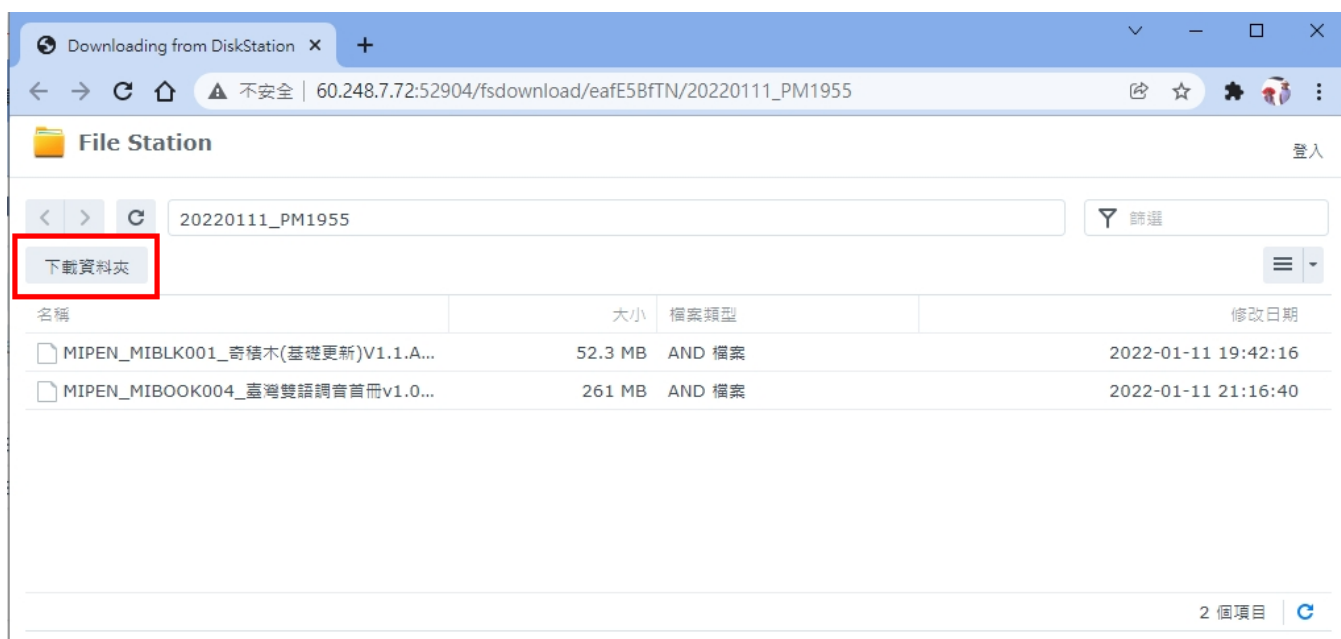 Downloading from DiskStation
不安全 | 60.248.7.72:52904/fsdownload/eafE5BfTN/20220111_PM1955
File Station
登入
20220111_PM1955
篩選
下載資料夾
名稱 大小 檔案類型 修改日期
MIPEN_MIBLK001_奇積木(基礎更新)V1.1.A... 52.3 MB AND 檔案 2022-01-11 19:42:16
MIPEN_MIBOOK004_臺灣雙語調音首冊v1.0... 261 MB AND 檔案 2022-01-11 21:16:40
2 個項目